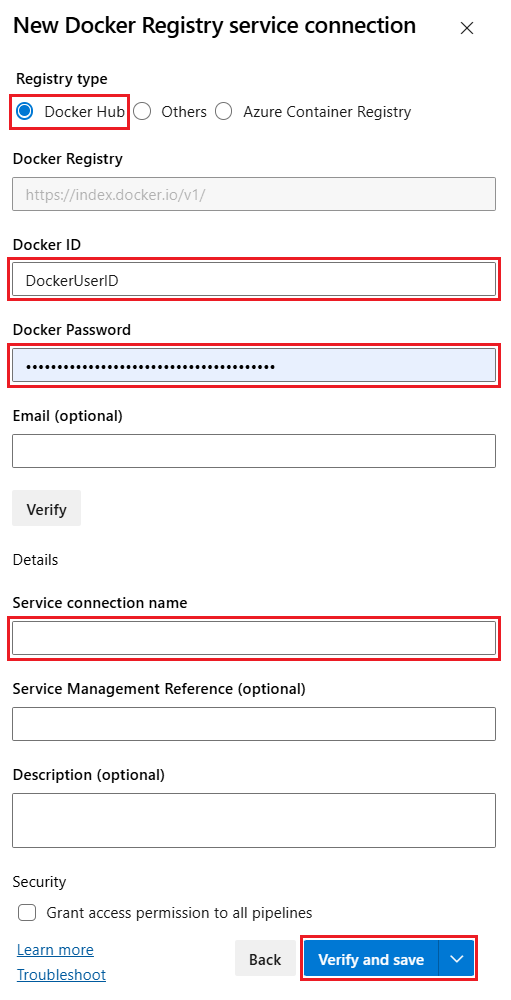 New Docker Registry service connection
Registry type
Docker Hub Others Azure Container Registry
Docker Registry
https://index.docker.io/v1/
Docker ID
DockerUserID
Docker Password
••••••••••••••••••••••••••••••••••••••••
Email (optional)
Verify
Details
Service connection name
Service Management Reference (optional)
Description (optional)
Security
Grant access permission to all pipelines
Learn more
Back Verify and save
Troubleshoot